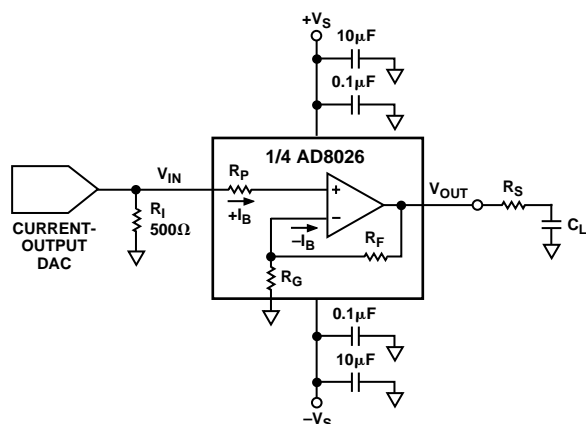 +VS
10µF
0.1µF
1/4 AD8026
VIN
RP
+
+IB
VOUT
RS
CURRENT-
OUTPUT
DAC
RI
500Ω
–
–IB
RF
CL
RG
0.1µF
10µF
–VS